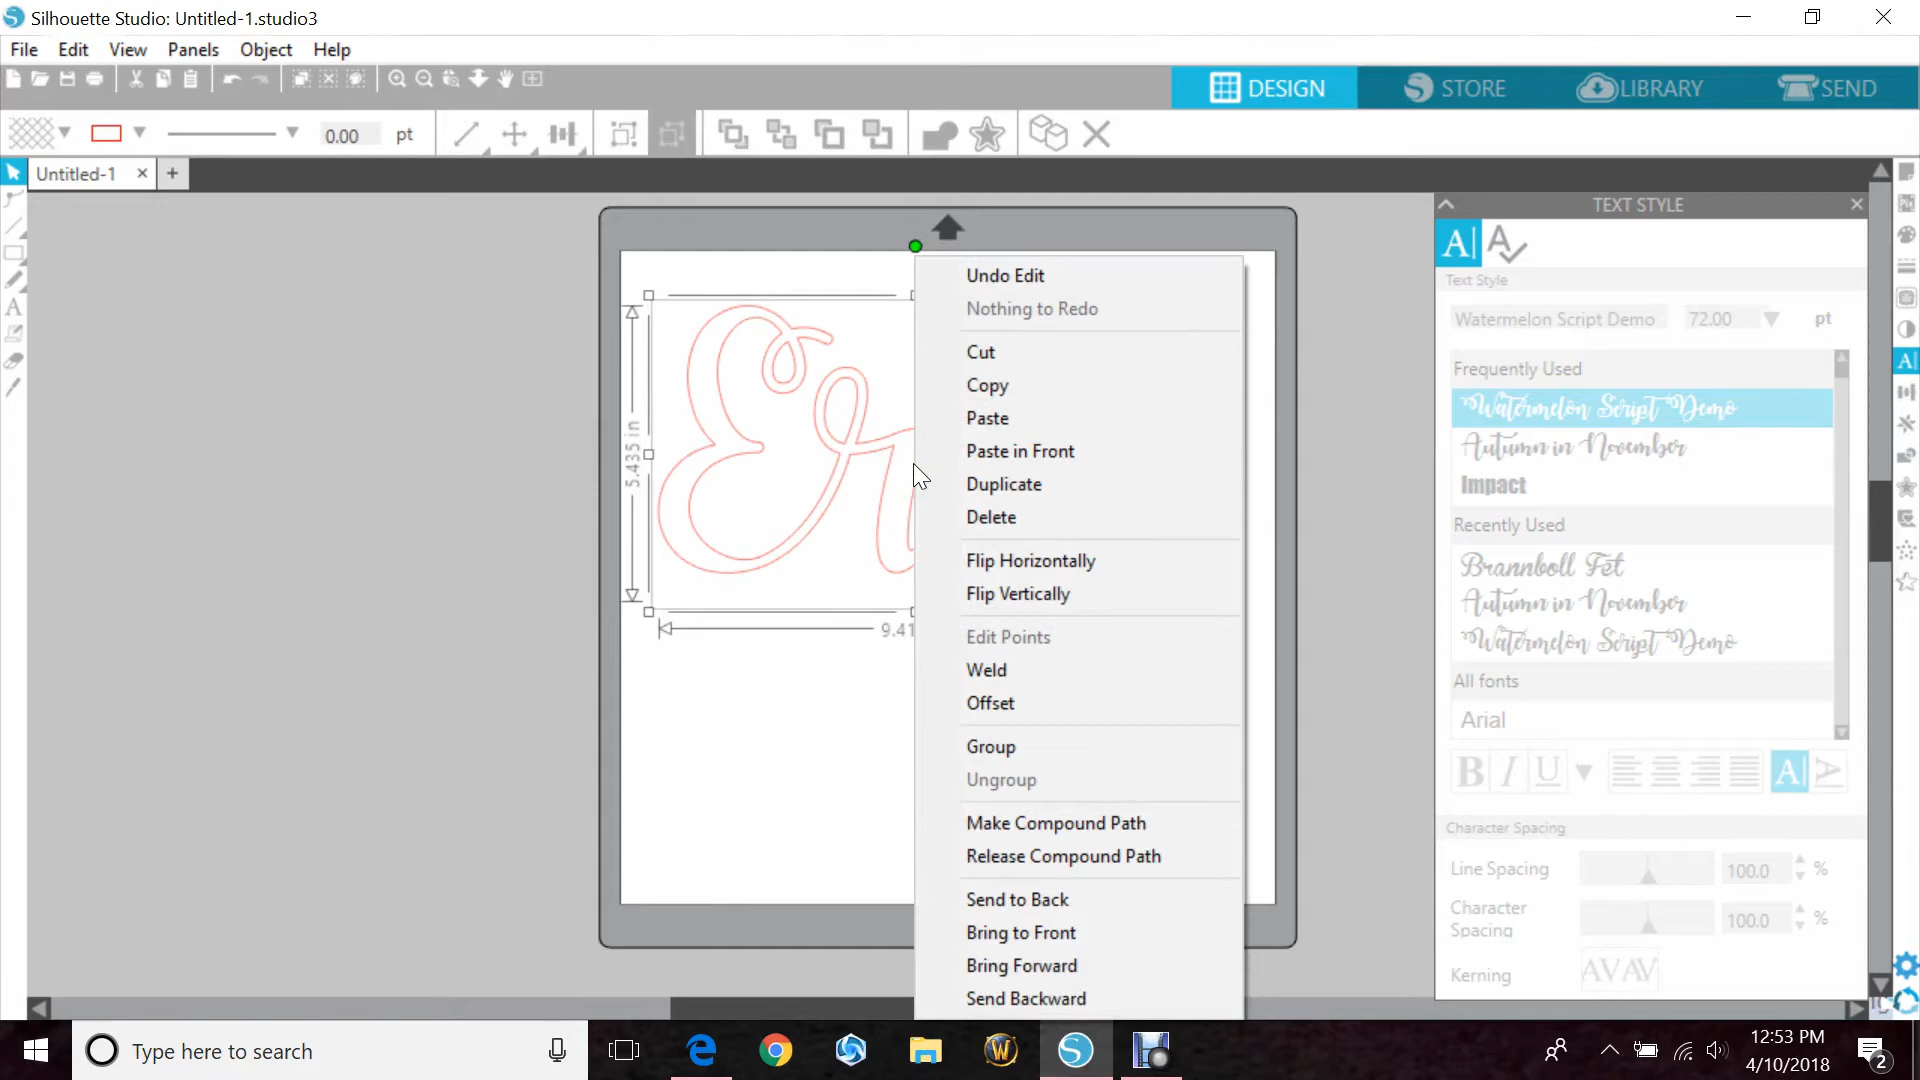 Silhouette Studio: Untitled-1.studio3
File Edit View Panels Object Help
DESIGN STORE LIBRARY SEND
0.00 pt
Untitled-1
TEXT STYLE
Text Style
Watermelon Script Demo 72.00 pt
Frequently Used
Watermelon Script Demo
Autumn in November
Impact
Recently Used
Brannboll Fet
Autumn in November
Watermelon Script Demo
All fonts
Arial
B I U
Character Spacing
Line Spacing 100.0 %
Character Spacing 100.0 %
Kerning AV AV
5.435 in
9.41
Er
Undo Edit
Nothing to Redo
Cut
Copy
Paste
Paste in Front
Duplicate
Delete
Flip Horizontally
Flip Vertically
Edit Points
Weld
Offset
Group
Ungroup
Make Compound Path
Release Compound Path
Send to Back
Bring to Front
Bring Forward
Send Backward
Type here to search
12:53 PM
4/10/2018
2